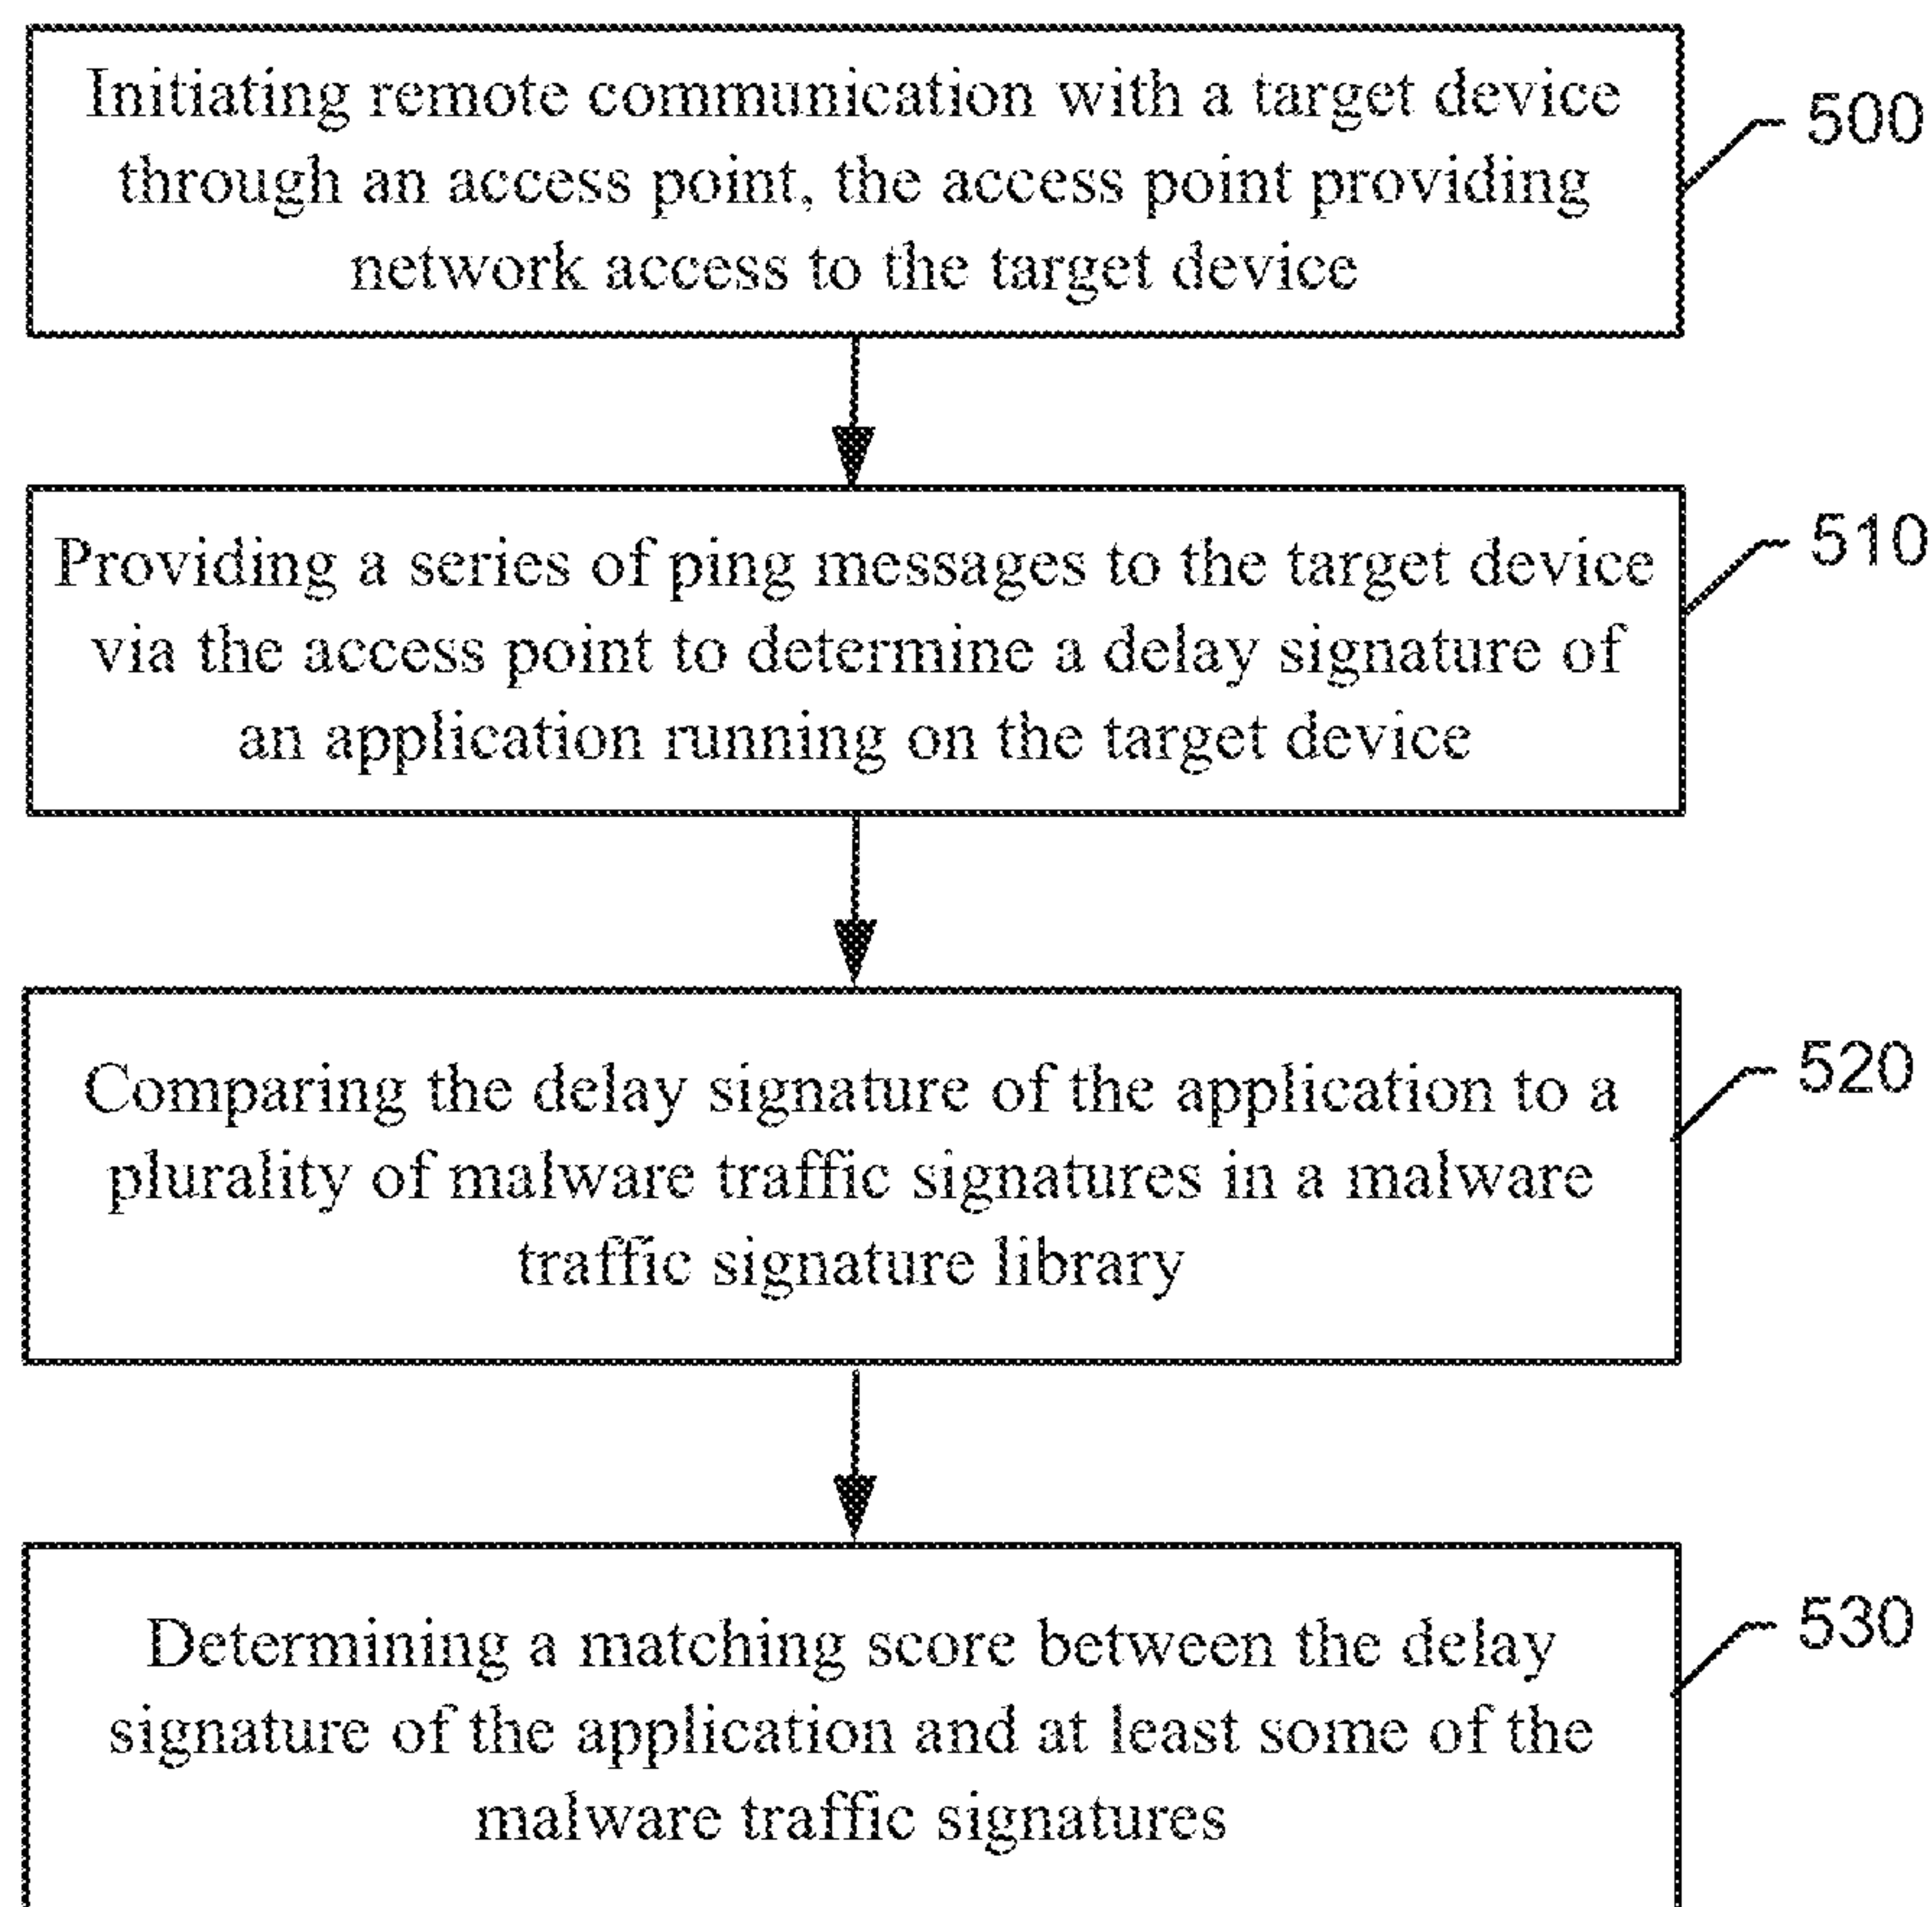 Initiating remote communication with a target device
through an access point, the access point providing
network access to the target device
500
Providing a series of ping messages to the target device
via the access point to determine a delay signature of
an application running on the target device
510
Comparing the delay signature of the application to a
plurality of malware traffic signatures in a malware
traffic signature library
520
Determining a matching score between the delay
signature of the application and at least some of the
malware traffic signatures
530